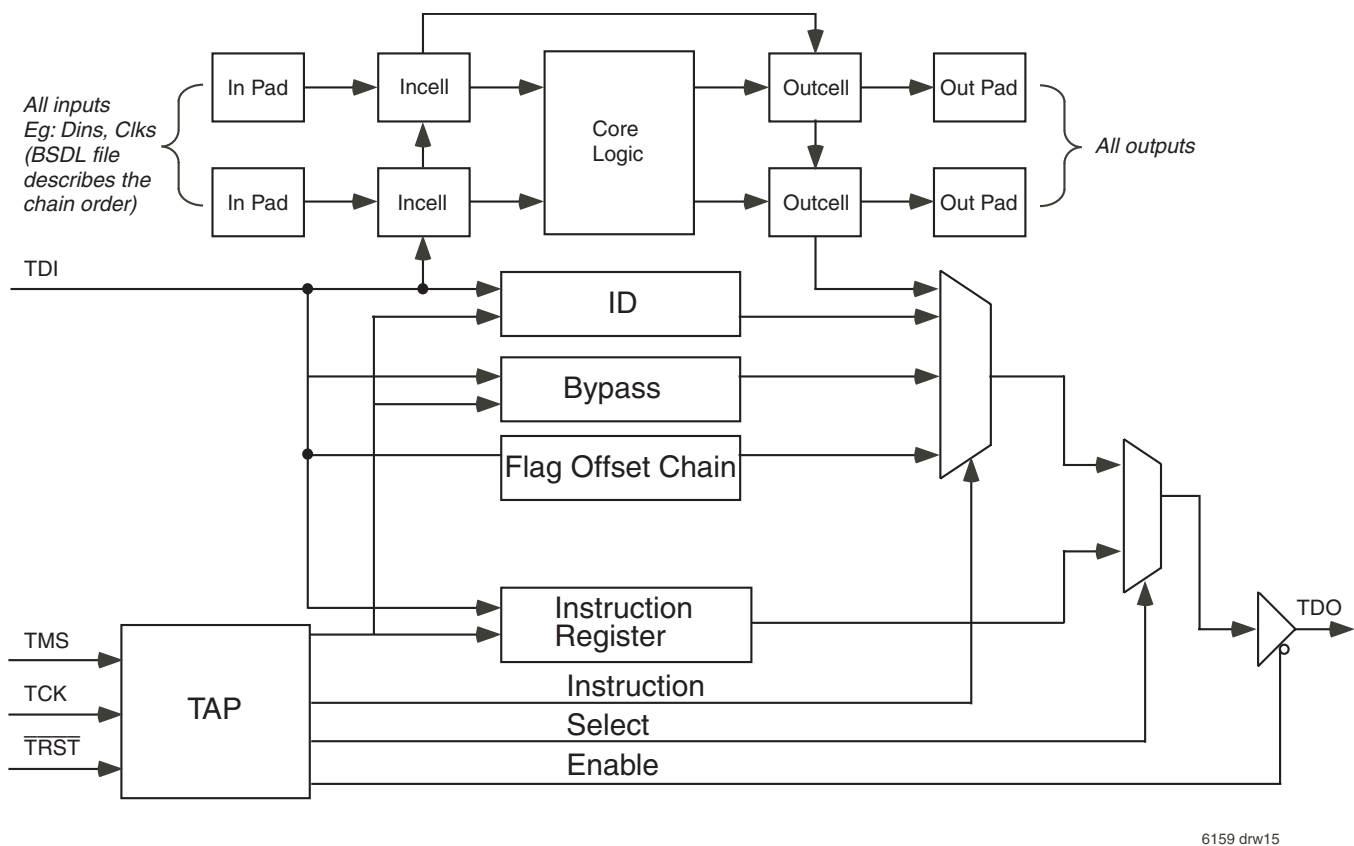 In Pad
Incell
Outcell
Out Pad
All inputs
Eg: Dins, Clks
(BSDL file
describes the
chain order)
Core
Logic
All outputs
In Pad
Incell
Outcell
Out Pad
TDI
ID
Bypass
Flag Offset Chain
Instruction
Register
TDO
TMS
TCK
TRST
TAP
Instruction
Select
Enable
6159 drw15